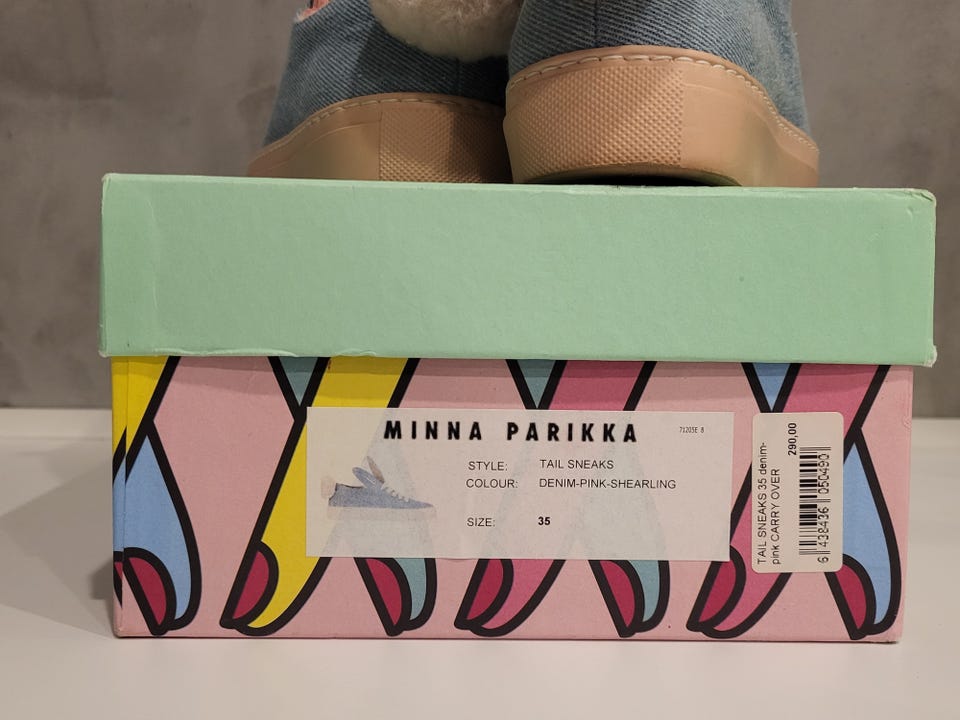 MINNA PARIKKA
71205E 8
STYLE: TAIL SNEAKS
COLOUR: DENIM-PINK-SHEARLING
SIZE: 35
TAIL SNEAKS 35 denim-
pink CARRY OVER
290,00
6 438436 050490